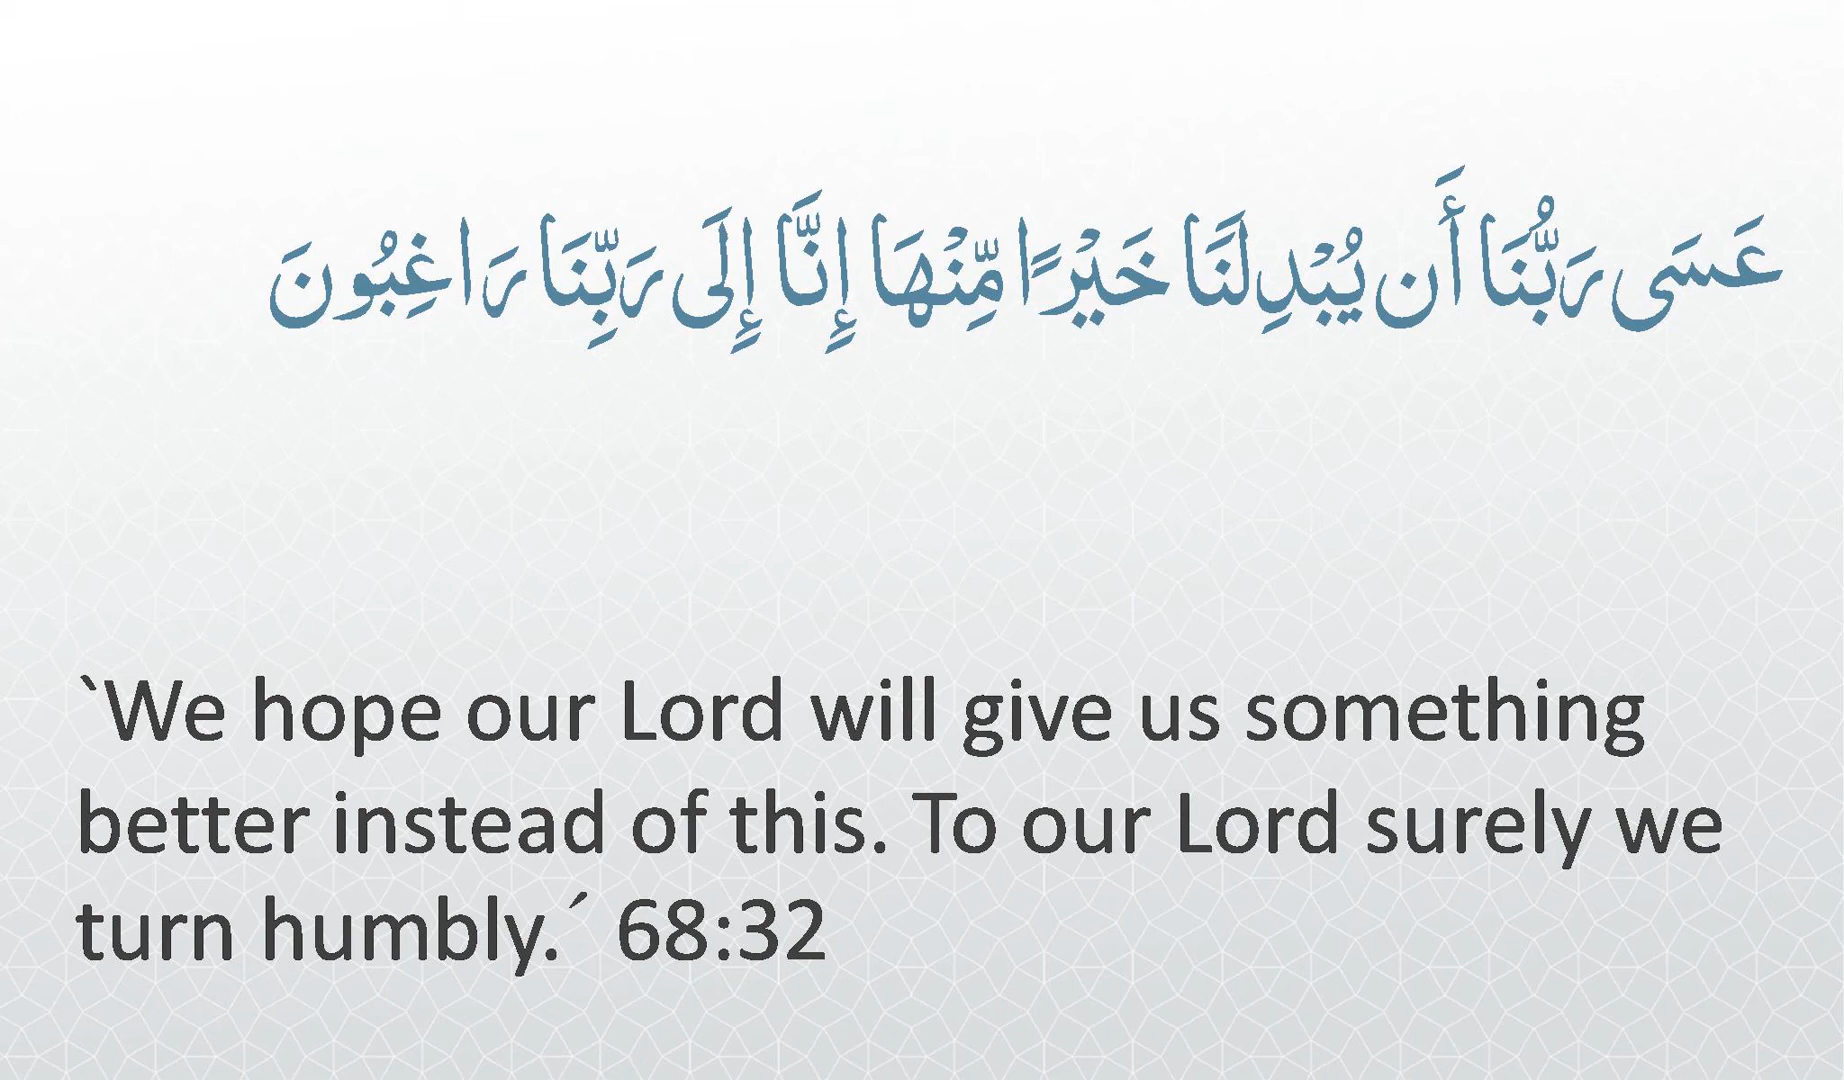 عَسَى رَبُّنَا أَن يُبْدِلَنَا خَيْرًا مِّنْهَا إِنَّا إِلَى رَبِّنَا رَاغِبُونَ
`We hope our Lord will give us something
better instead of this. To our Lord surely we
turn humbly.´ 68:32